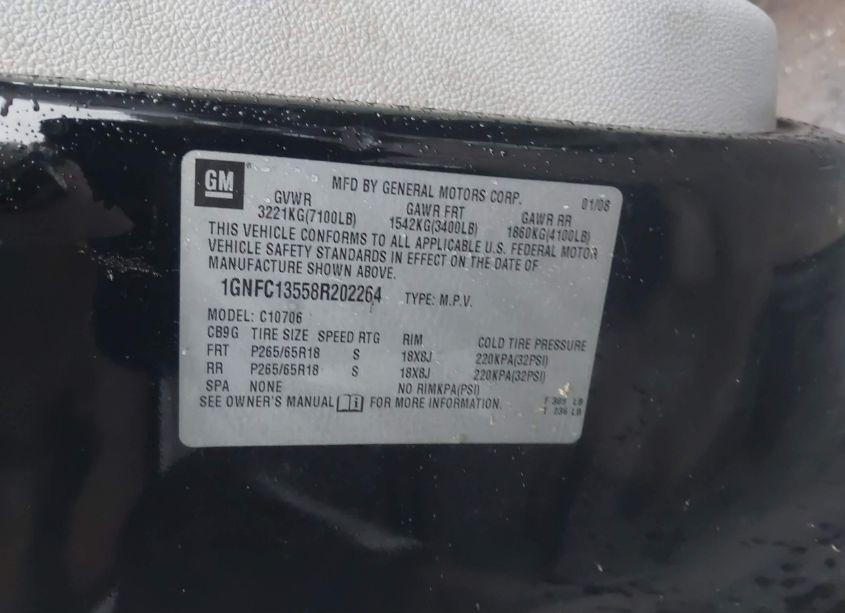 GM
MFD BY GENERAL MOTORS CORP. 01/08
GVWR GAWR FRT GAWR RR
3221KG(7100LB) 1542KG(3400LB) 1860KG(4100LB)
THIS VEHICLE CONFORMS TO ALL APPLICABLE U.S. FEDERAL MOTOR
VEHICLE SAFETY STANDARDS IN EFFECT ON THE DATE OF
MANUFACTURE SHOWN ABOVE.
1GNFC13558R202264 TYPE: M.P.V.
MODEL: C10706
CB9G TIRE SIZE SPEED RTG RIM COLD TIRE PRESSURE
FRT P265/65R18 S 18X8J 220KPA(32PSI)
RR P265/65R18 S 18X8J 220KPA(32PSI)
SPA NONE NO RIMKPA(PSI)
SEE OWNER'S MANUAL FOR MORE INFORMATION.
LB
T 236 LB